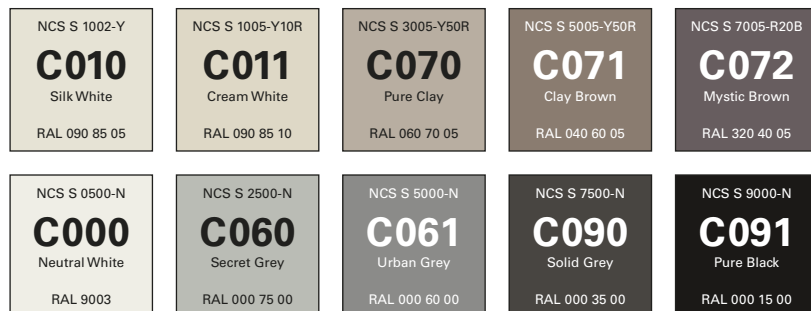 NCS S 1002-Y
C010
Silk White
RAL 090 85 05
NCS S 1005-Y10R
C011
Cream White
RAL 090 85 10
NCS S 3005-Y50R
C070
Pure Clay
RAL 060 70 05
NCS S 5005-Y50R
C071
Clay Brown
RAL 040 60 05
NCS S 7005-R20B
C072
Mystic Brown
RAL 320 40 05
NCS S 0500-N
C000
Neutral White
RAL 9003
NCS S 2500-N
C060
Secret Grey
RAL 000 75 00
NCS S 5000-N
C061
Urban Grey
RAL 000 60 00
NCS S 7500-N
C090
Solid Grey
RAL 000 35 00
NCS S 9000-N
C091
Pure Black
RAL 000 15 00